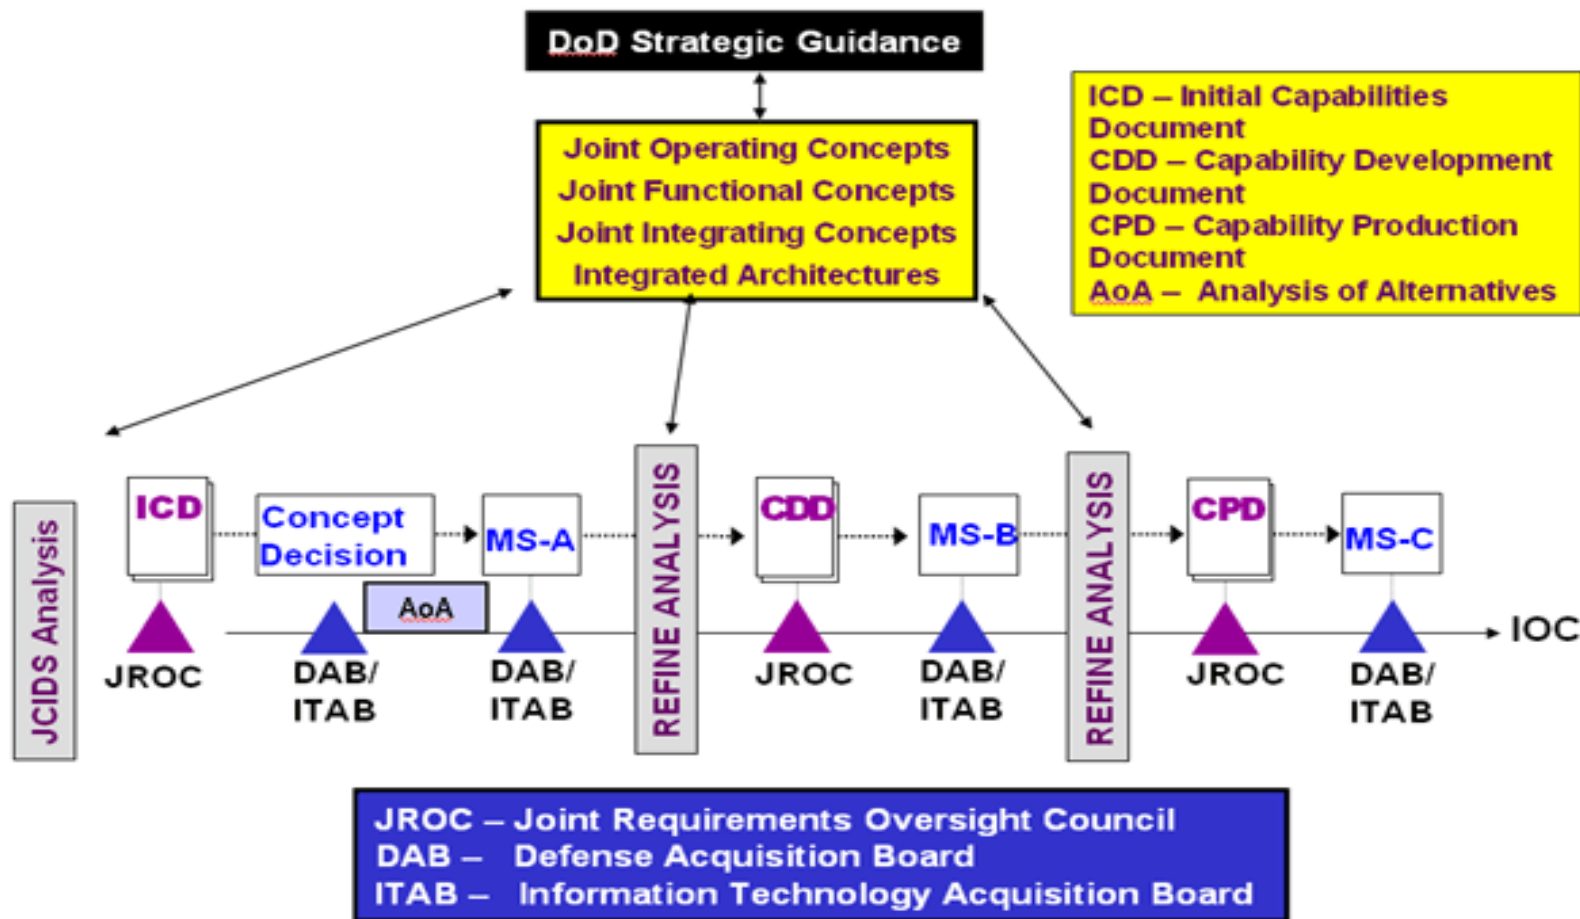 DoD Strategic Guidance
Joint Operating Concepts
Joint Functional Concepts
Joint Integrating Concepts
Integrated Architectures
ICD – Initial Capabilities
Document
CDD – Capability Development
Document
CPD – Capability Production
Document
AoA – Analysis of Alternatives
JCIDS Analysis
ICD
Concept
Decision
MS-A
REFINE ANALYSIS
CDD
MS-B
REFINE ANALYSIS
CPD
MS-C
AoA
IOC
JROC
DAB/
ITAB
DAB/
ITAB
JROC
DAB/
ITAB
JROC
DAB/
ITAB
JROC – Joint Requirements Oversight Council
DAB – Defense Acquisition Board
ITAB – Information Technology Acquisition Board